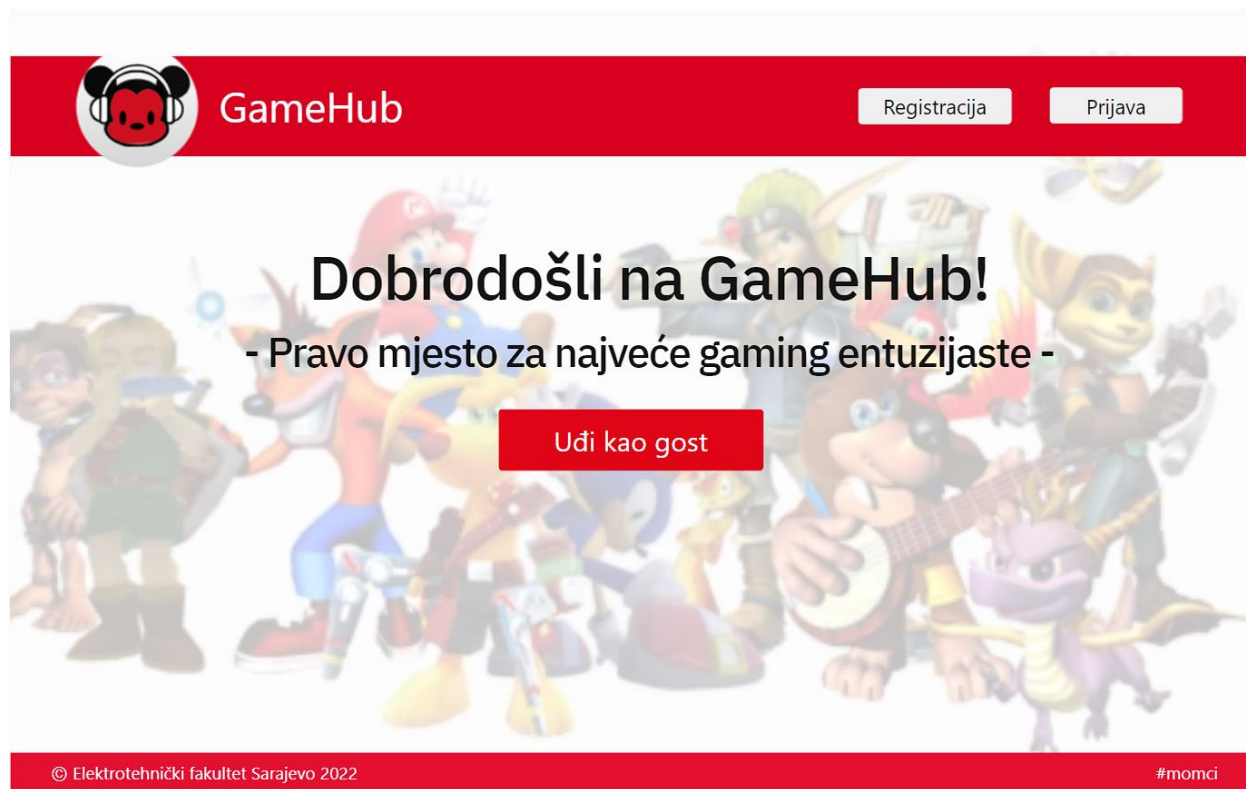 GameHub
Registracija
Prijava
Dobrodošli na GameHub!
- Pravo mjesto za najveće gaming entuzijaste -
Uđi kao gost
© Elektrotehnički fakultet Sarajevo 2022
#momci